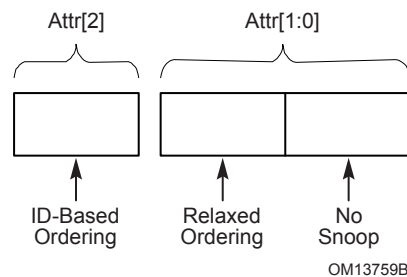 Attr[2] Attr[1:0]
ID-Based Relaxed No
Ordering Ordering Snoop
OM13759B